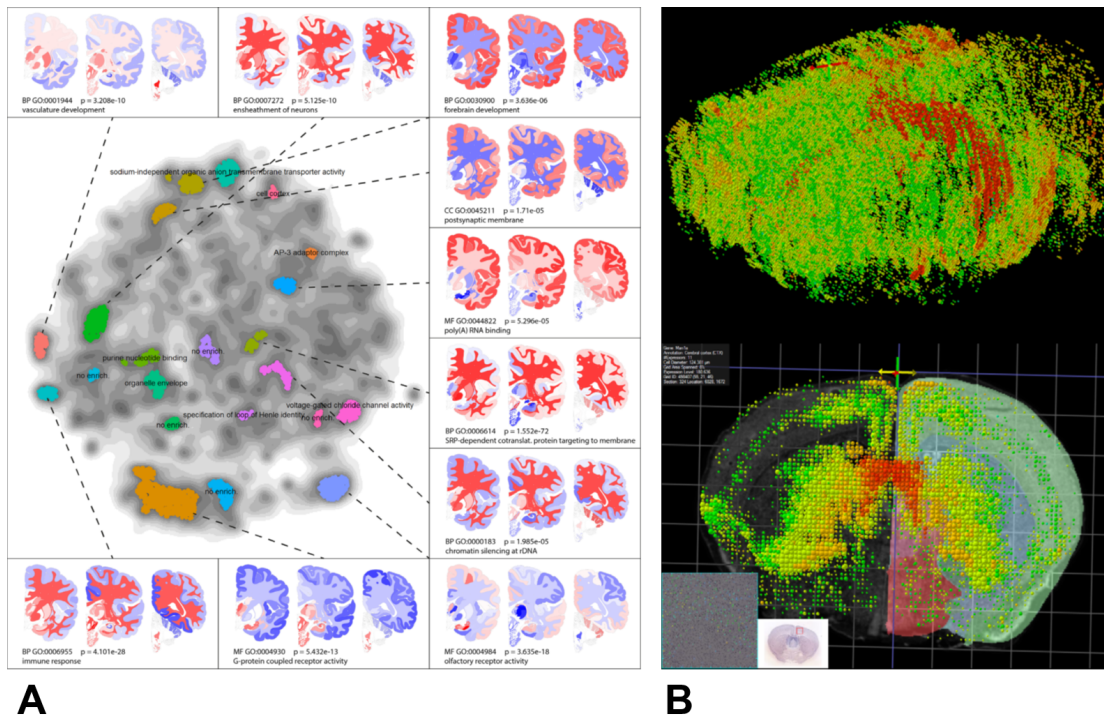 BP GO:0001944 p = 3.208e-10
vasculature development
BP GO:0007272 p = 5.125e-10
ensheathment of neurons
BP GO:0030900 p = 3.636e-06
forebrain development
sodium-independent organic anion transmembrane transporter activity
cell codex
AP-3 adaptor complex
no enrich.
purine nucleotide binding
no enrich.
organelle envelope
voltage-gated chloride channel activity
specification of loop of Henle identity
no enrich.
no enrich.
no enrich.
CC GO:0045211 p = 1.71e-05
postsynaptic membrane
MF GO:0044822 p = 5.296e-05
poly(A) RNA binding
BP GO:0006614 p = 1.552e-72
SRP-dependent cotranslat. protein targeting to membrane
BP GO:0000183 p = 1.985e-05
chromatin silencing at rDNA
BP GO:0006955 p = 4.101e-28
immune response
MF GO:0004930 p = 5.432e-13
G-protein coupled receptor activity
MF GO:0004984 p = 3.635e-18
olfactory receptor activity
A
B